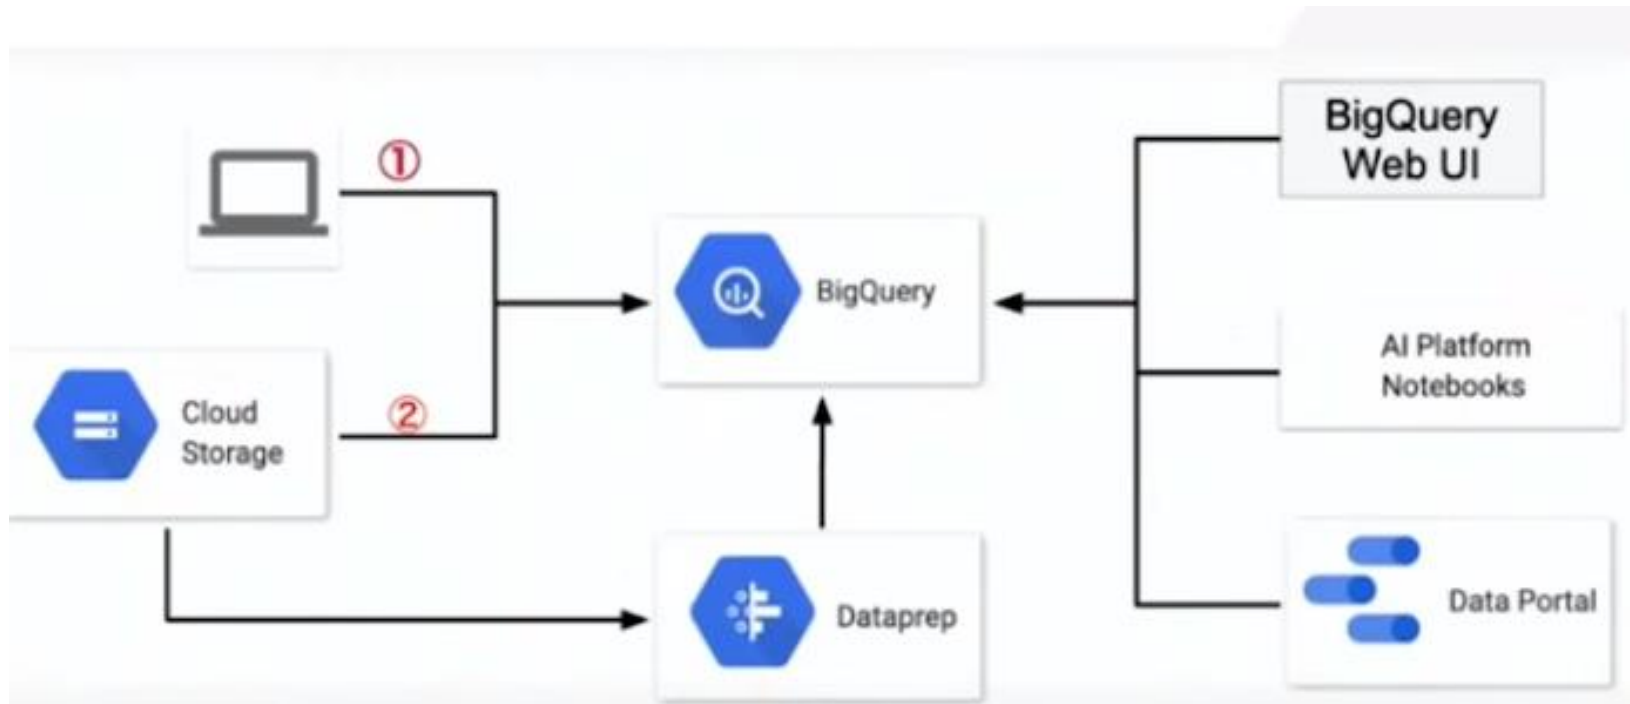 ①
BigQuery
Web UI
BigQuery
AI Platform
Notebooks
②
Cloud
Storage
Dataprep
Data Portal